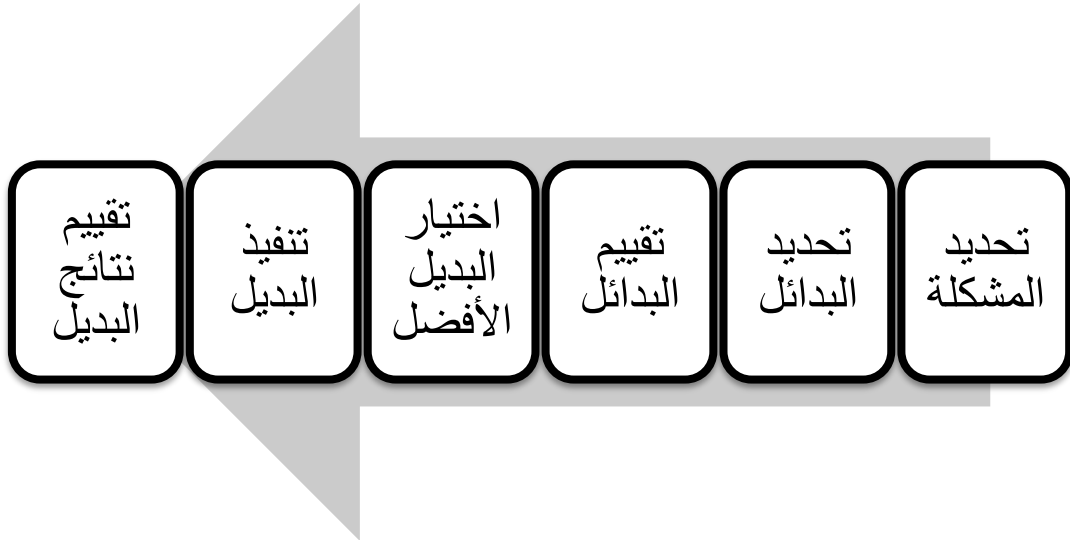 تحديد
المشكلة
تحديد
البدائل
تقييم
البدائل
اختيار
البديل
الأفضل
تنفيذ
البديل
تقييم
نتائج
البديل